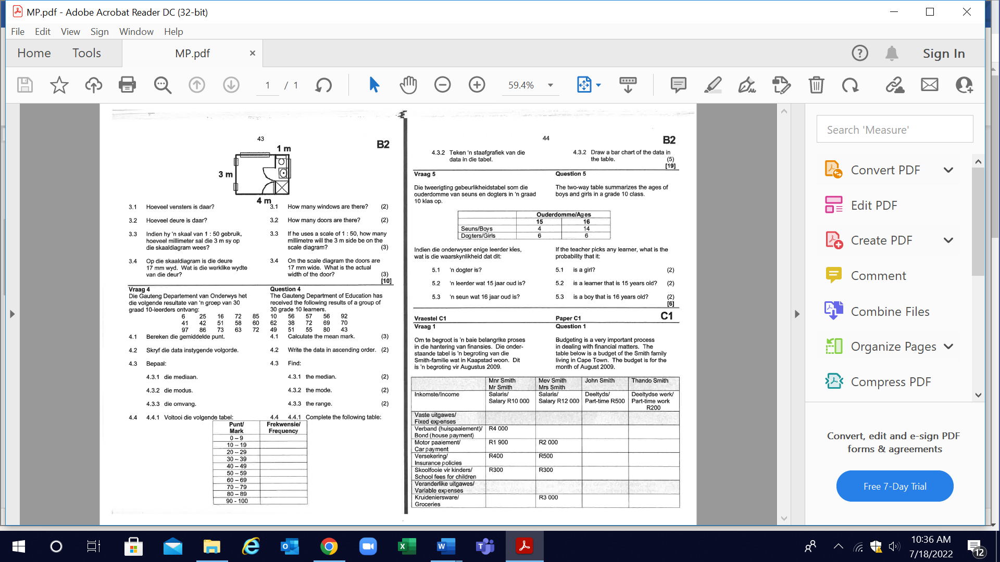 MP.pdf - Adobe Acrobat Reader DC (32-bit)
File Edit View Sign Window Help
Home Tools MP.pdf × Sign In
1 / 1 59.4%
43
B2
1 m
3 m
4 m
3.1 Hoeveel vensters is daar? 3.1 How many windows are there? (2)
3.2 Hoeveel deure is daar? 3.2 How many doors are there? (2)
3.3 Indien hy 'n skaal van 1 : 50 gebruik, 3.3 If he uses a scale of 1 : 50, how many
hoeveel millimeter sal die 3 m sy op millimetre will the 3 m side be on the
die skaaldiagram wees? scale diagram? (3)
3.4 Op die skaaldiagram is die deure 3.4 On the scale diagram the doors are
17 mm wyd. Wat is die werklike wydte 17 mm wide. What is the actual
van die deur? width of the door? (3)
[10]
Vraag 4 Question 4
Die Gauteng Departement van Onderwys het The Gauteng Department of Education has
die volgende resultate van 'n groep van 30 received the following results of a group of
graad 10-leerders ontvang: 30 grade 10 learners.
6 25 16 72 85 10 56 57 56 92
41 42 51 58 60 62 38 72 69 70
97 86 73 63 72 49 51 55 80 43
4.1 Bereken die gemiddelde punt. 4.1 Calculate the mean mark. (3)
4.2 Skryf die data instygende volgorde. 4.2 Write the data in ascending order. (2)
4.3 Bepaal: 4.3 Find:
4.3.1 die mediaan. 4.3.1 the median. (2)
4.3.2 die modus. 4.3.2 the mode. (2)
4.3.3 die omvang. 4.3.3 the range. (2)
4.4 4.4.1 Voltooi die volgende tabel: 4.4 4.4.1 Complete the following table:
Punt/ Frekwensie/
Mark Frequency
0 – 9
10 – 19
20 – 29
30 – 39
40 – 49
50 – 59
60 – 69
70 – 79
80 – 89
90 - 100
44
B2
4.3.2 Teken 'n staafgrafiek van die 4.3.2 Draw a bar chart of the data in
data in die tabel. the table. (5)
[19]
Vraag 5 Question 5
Die tweerigting gebeurlikheidstabel som die The two-way table summarizes the ages of
ouderdomme van seuns en dogters in 'n graad boys and girls in a grade 10 class.
10 klas op.
Ouderdomme/Ages
15 16
Seuns/Boys 4 14
Dogters/Girls 6 6
Indien die onderwyser enige leerder kies, If the teacher picks any learner, what is the
wat is die waarskynlikheid dat dit: probability that it:
5.1 'n dogter is? 5.1 is a girl? (2)
5.2 'n leerder wat 15 jaar oud is? 5.2 is a learner that is 15 years old? (2)
5.3 'n seun wat 16 jaar oud is? 5.3 is a boy that is 16 years old? (2)
[6]
Vraestel C1 Paper C1 C1
Vraag 1 Question 1
Om te begroot is 'n baie belangrike proses Budgeting is a very important process
in die hantering van finansies. Die onder- in dealing with financial matters. The
staande tabel is 'n begroting van die table below is a budget of the Smith family
Smith-familie wat in Kaapstad woon. Dit living in Cape Town. The budget is for the
is 'n begroting vir Augustus 2009. month of August 2009.
Mnr Smith Mev Smith John Smith Thando Smith
Mr Smith Mrs Smith
Inkomste/Income Salaris/ Salaris/ Deeltyds/ Deeltydse werk/
Salary R10 000 Salary R12 000 Part-time R500 Part-time work
R200
Vaste uitgawes/
Fixed expenses
Verband (huispaaiement)/ R4 000
Bond (house payment)
Motor paaiement/ R1 900 R2 000
Car payment
Versekering/ R400 R500
Insurance policies
Skoolfooie vir kinders/ R300 R300
School fees for children
Veranderlike uitgawes/
Variable expenses
Kruideniersware/ R3 000
Groceries
Search 'Measure'
Convert PDF
Edit PDF
Create PDF
Comment
Combine Files
Organize Pages
Compress PDF
Convert, edit and e-sign PDF
forms & agreements
Free 7-Day Trial
10:36 AM
7/18/2022
12